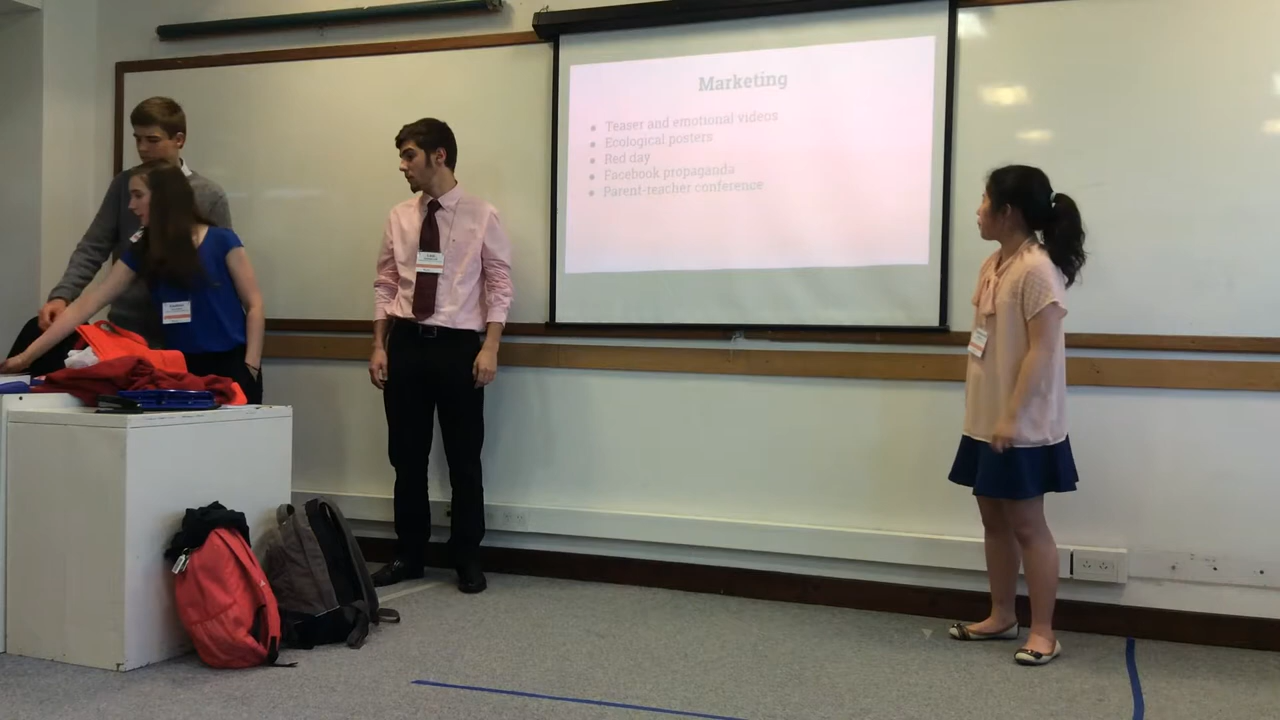 Marketing
● Teaser and emotional videos
● Ecological posters
● Red day
● Facebook propaganda
● Parent-teacher conference